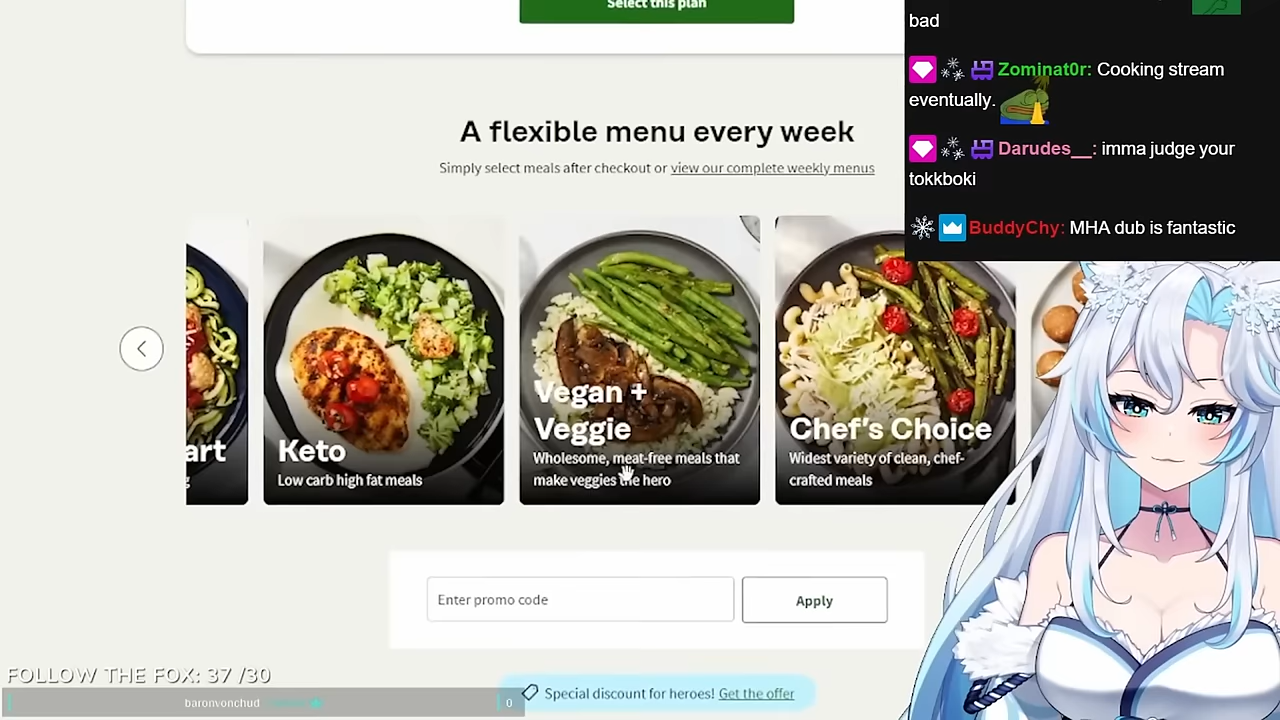 Select this plan
A flexible menu every week
Simply select meals after checkout or view our complete weekly menus
art
g
Keto
Low carb high fat meals
Vegan +
Veggie
Wholesome, meat-free meals that
make veggies the hero
Chef's Choice
Widest variety of clean, chef-
crafted meals
Enter promo code
Apply
Special discount for heroes! Get the offer
bad
Zominat0r: Cooking stream
eventually.
Darudes__: imma judge your
tokkboki
BuddyChy: MHA dub is fantastic
FOLLOW THE FOX: 37 /30
baronvonchud
0